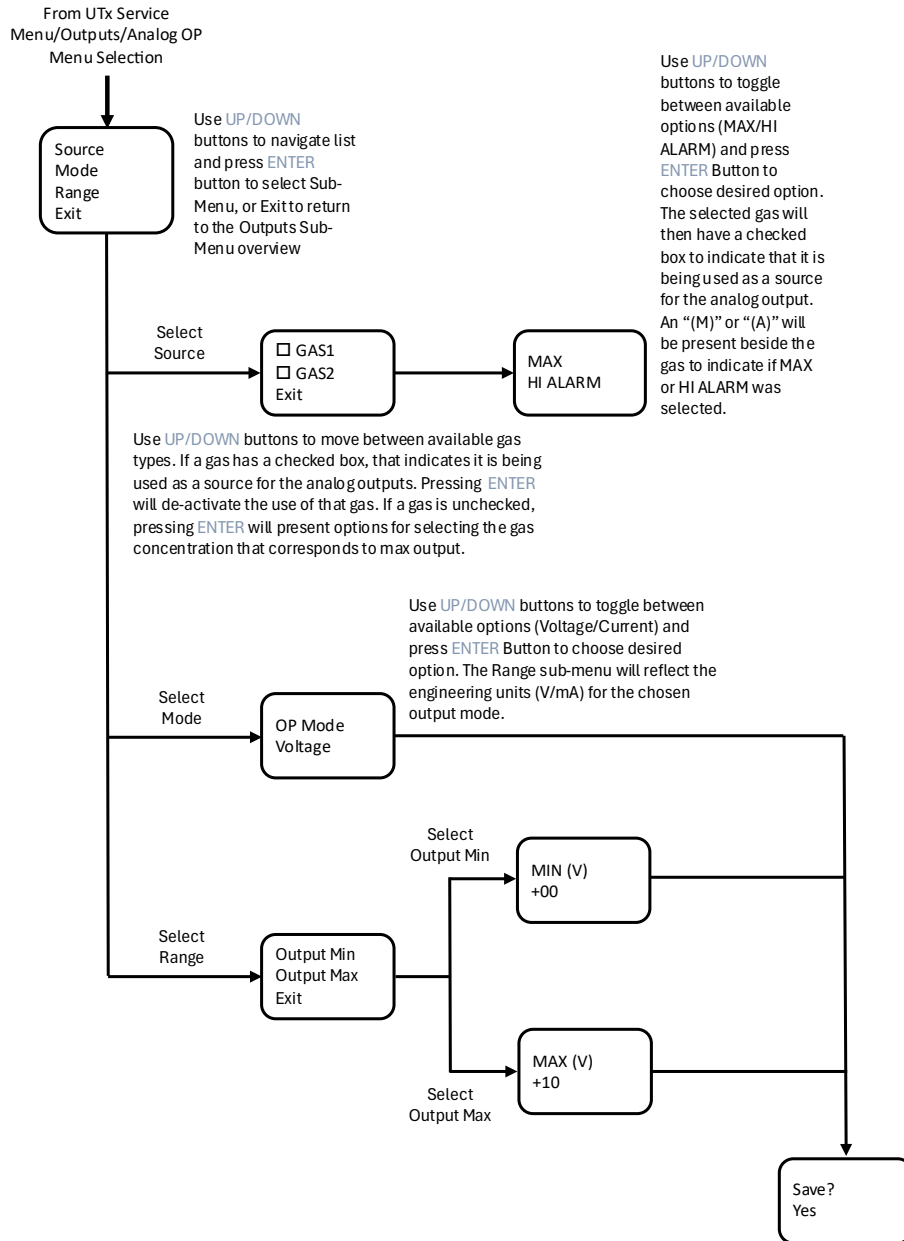 From UTx Service
Menu/Outputs/Analog OP
Menu Selection
Source
Mode
Range
Exit
Use UP/DOWN
buttons to navigate list
and press ENTER
button to select Sub-
Menu, or Exit to return
to the Outputs Sub-
Menu overview
Use UP/DOWN
buttons to toggle
between available
options (MAX/HI
ALARM) and press
ENTER Button to
choose desired option.
The selected gas will
then have a checked
box to indicate that it is
being used as a source
for the analog output.
An “(M)” or “(A)” will
be present beside the
gas to indicate if MAX
or HI ALARM was
selected.
Select
Source
☐ GAS1
☐ GAS2
Exit
MAX
HI ALARM
Use UP/DOWN buttons to move between available gas
types. If a gas has a checked box, that indicates it is being
used as a source for the analog outputs. Pressing ENTER
will de-activate the use of that gas. If a gas is unchecked,
pressing ENTER will present options for selecting the gas
concentration that corresponds to max output.
Use UP/DOWN buttons to toggle between
available options (Voltage/Current) and
press ENTER Button to choose desired
option. The Range sub-menu will reflect the
engineering units (V/mA) for the chosen
output mode.
Select
Mode
OP Mode
Voltage
Select
Output Min
MIN (V)
+00
Select
Range
Output Min
Output Max
Exit
MAX (V)
+10
Select
Output Max
Save?
Yes